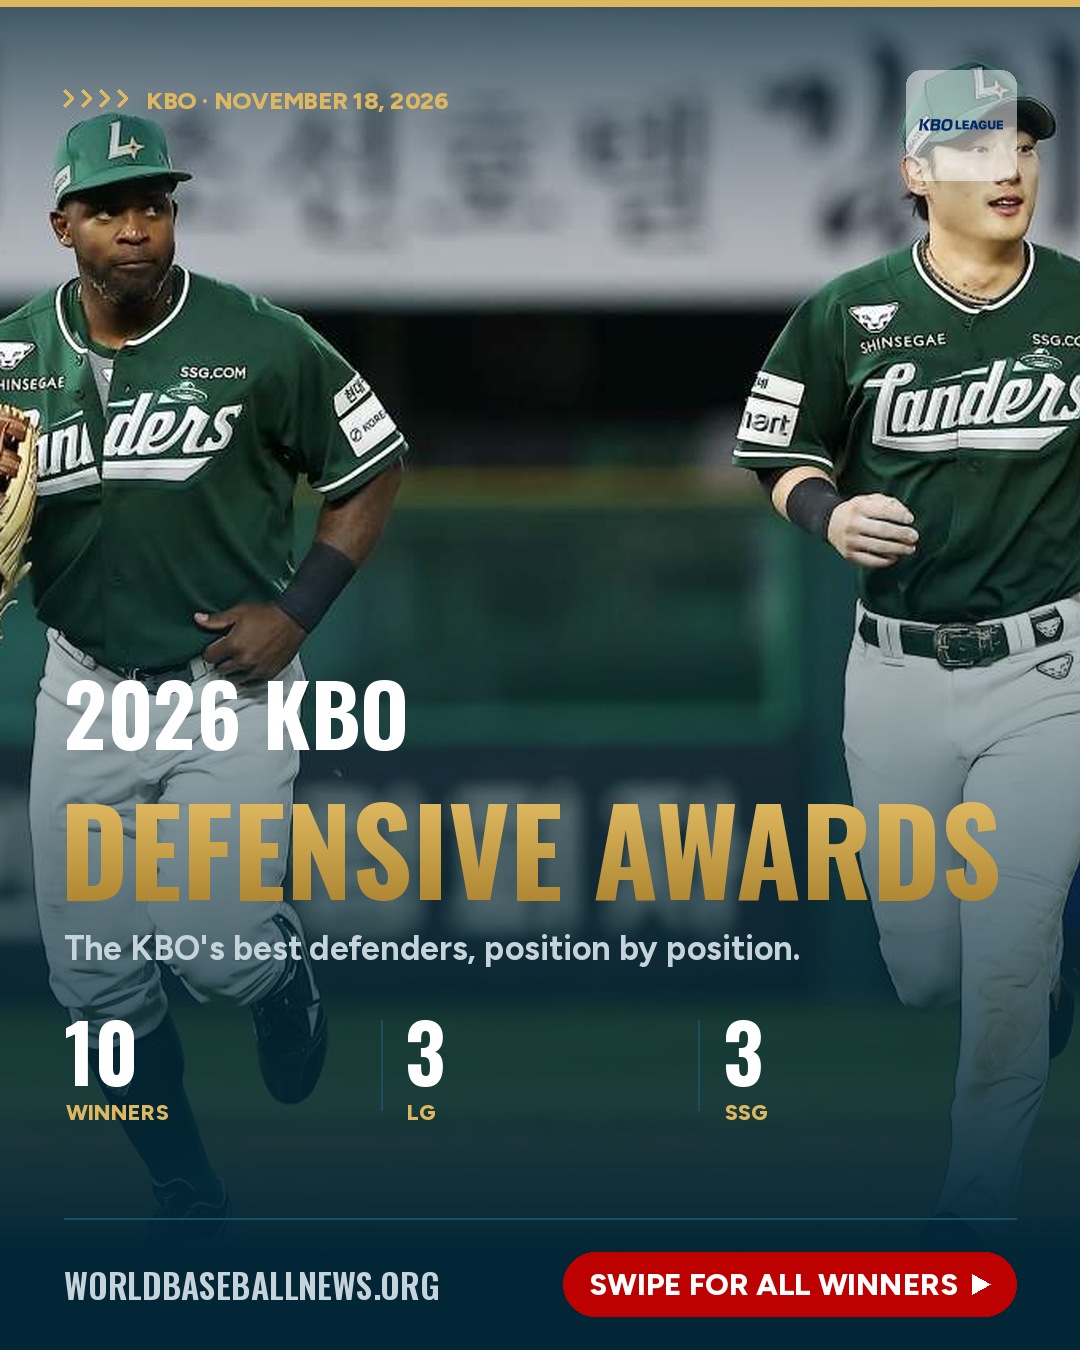 >>>> KBO · NOVEMBER 18, 2026
KBO LEAGUE
L
SHINSEGAE
SSG.COM
Landers
SHINSEGAE
Landers
2026 KBO
DEFENSIVE AWARDS
The KBO's best defenders, position by position.
10
WINNERS
3
LG
3
SSG
WORLDBASEBALLNEWS.ORG
SWIPE FOR ALL WINNERS ▶